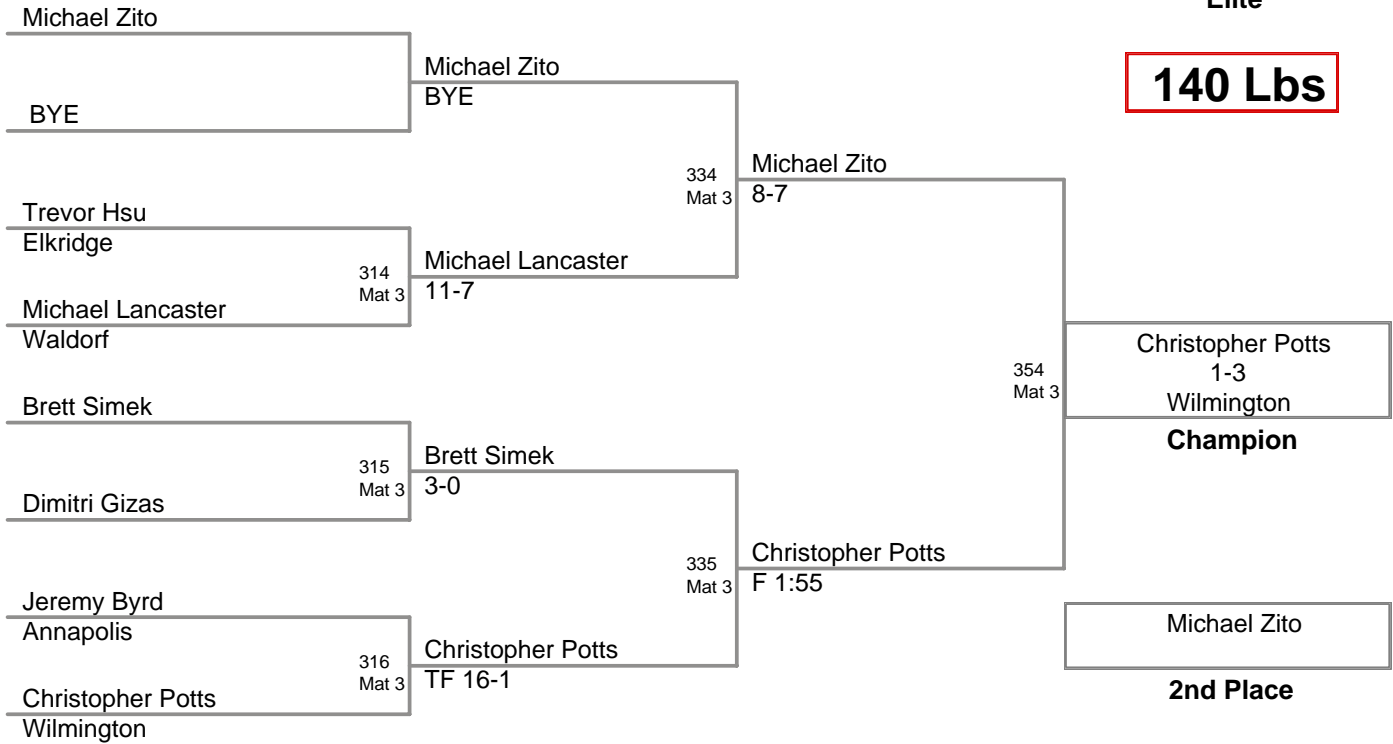 Elite
140 Lbs
Michael Zito
BYE
Michael Zito
BYE
Trevor Hsu
Elkridge
314
Mat 3
Michael Lancaster
Waldorf
Michael Lancaster
11-7
334
Mat 3
Michael Zito
8-7
Brett Simek
315
Mat 3
Dimitri Gizas
Brett Simek
3-0
Jeremy Byrd
Annapolis
316
Mat 3
Christopher Potts
Wilmington
Christopher Potts
TF 16-1
335
Mat 3
Christopher Potts
F 1:55
354
Mat 3
Christopher Potts
1-3
Wilmington
Champion
Michael Zito
2nd Place